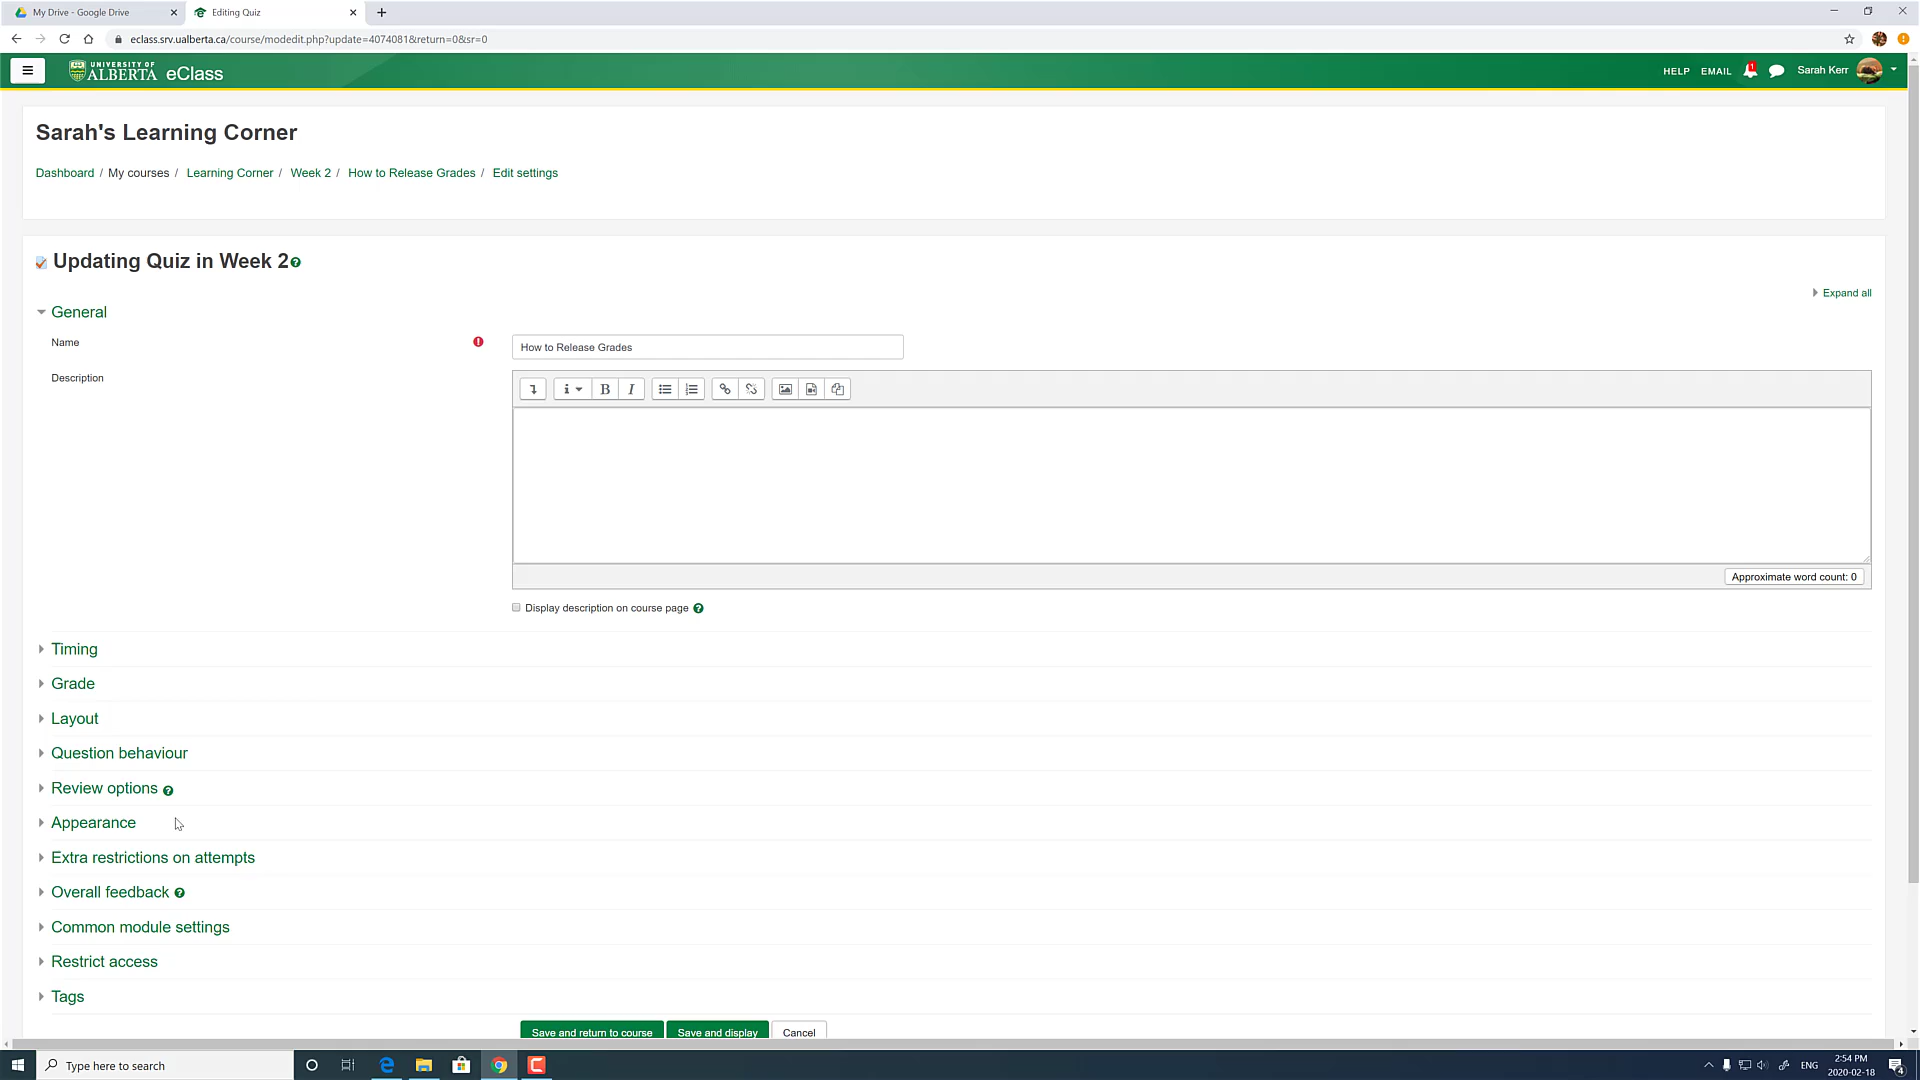 My Drive - Google Drive
Editing Quiz
eclass.srv.ualberta.ca/course/modedit.php?update=4074081&return=0&sr=0
UNIVERSITY OF ALBERTA eClass
HELP EMAIL 1 Sarah Kerr
Sarah's Learning Corner
Dashboard / My courses / Learning Corner / Week 2 / How to Release Grades / Edit settings
Updating Quiz in Week 2
Expand all
General
Name
How to Release Grades
Description
Approximate word count: 0
Display description on course page
Timing
Grade
Layout
Question behaviour
Review options
Appearance
Extra restrictions on attempts
Overall feedback
Common module settings
Restrict access
Tags
Save and return to course
Save and display
Cancel
Type here to search
ENG
2:54 PM
2020-02-18
4